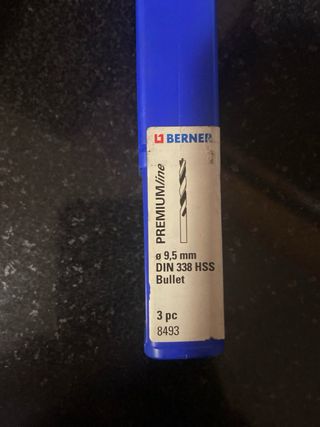 BERNER
PREMIUMline
ø 9,5 mm
DIN 338 HSS
Bullet
3 pc
8493